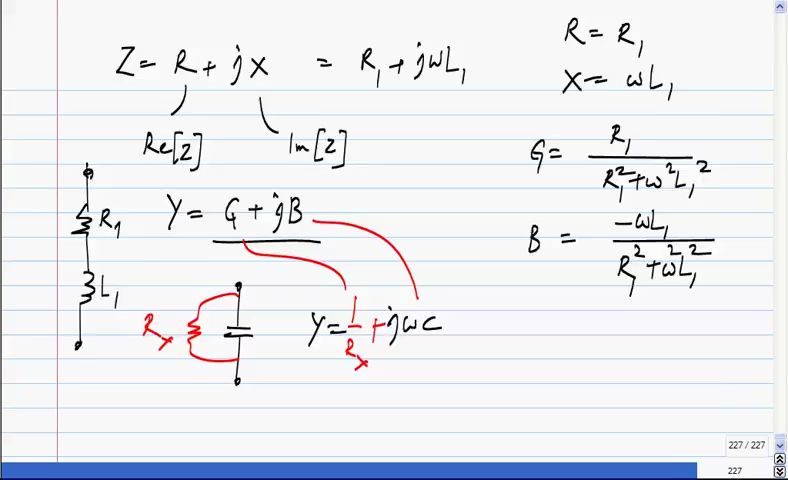 Z = R + jX = R₁ + jωL₁
Re[Z] Im[Z]
R = R₁
X = ωL₁
G = R₁ / (R₁² + ω²L₁²)
B = -ωL₁ / (R₁² + ω²L₁²)
Y = G + jB
R₁
L₁
Rₓ
Y = 1/Rₓ + jωC
227 / 227
227